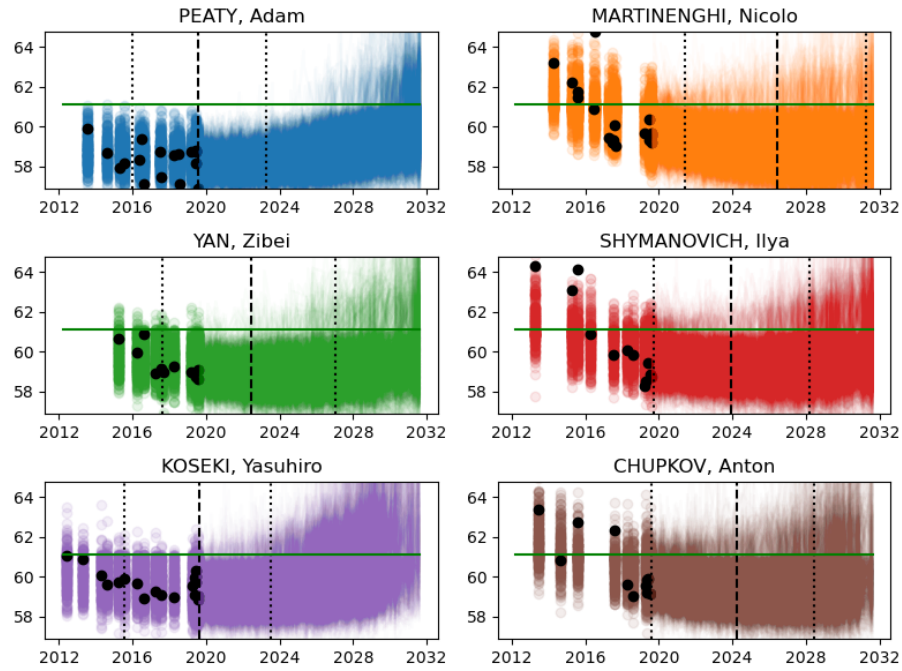 PEATY, Adam
MARTINENGHI, Nicolo
64
62
60
58
2012 2016 2020 2024 2028 2032
64
62
60
58
2012 2016 2020 2024 2028 2032
YAN, Zibei
SHYMANOVICH, Ilya
64
62
60
58
2012 2016 2020 2024 2028 2032
64
62
60
58
2012 2016 2020 2024 2028 2032
KOSEKI, Yasuhiro
CHUPKOV, Anton
64
62
60
58
2012 2016 2020 2024 2028 2032
64
62
60
58
2012 2016 2020 2024 2028 2032